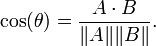 cos(θ) = A · B / ‖A‖‖B‖.